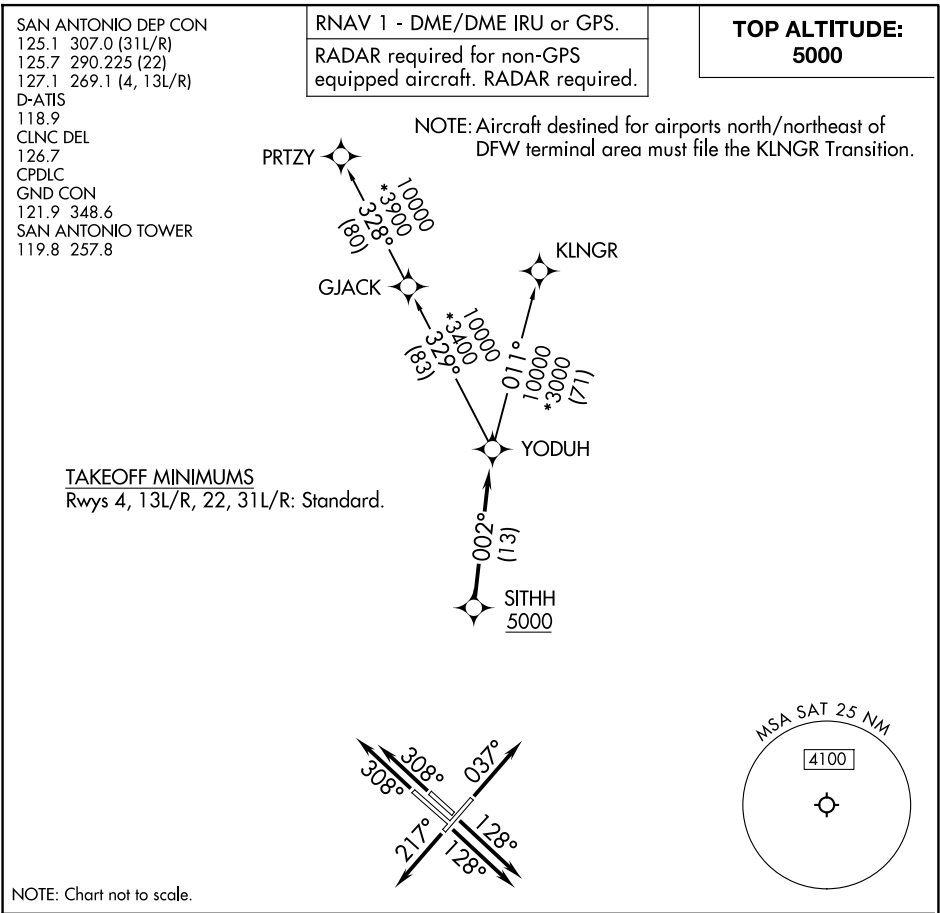 SAN ANTONIO DEP CON
125.1 307.0 (31L/R)
125.7 290.225 (22)
127.1 269.1 (4, 13L/R)
D-ATIS
118.9
CLNC DEL
126.7
CPDLC
GND CON
121.9 348.6
SAN ANTONIO TOWER
119.8 257.8
RNAV 1 - DME/DME IRU or GPS.
RADAR required for non-GPS
equipped aircraft. RADAR required.
TOP ALTITUDE:
5000
NOTE: Aircraft destined for airports north/northeast of
DFW terminal area must file the KLNGR Transition.
PRTZY
10000
*3900
328°
(80)
KLNGR
GJACK
10000
*3400
329°
(83)
011°
10000
*3000
(71)
YODUH
TAKEOFF MINIMUMS
Rwys 4, 13L/R, 22, 31L/R: Standard.
002°
(13)
SITHH
5000
MSA SAT 25 NM
4100
308°
308°
037°
217°
128°
128°
NOTE: Chart not to scale.